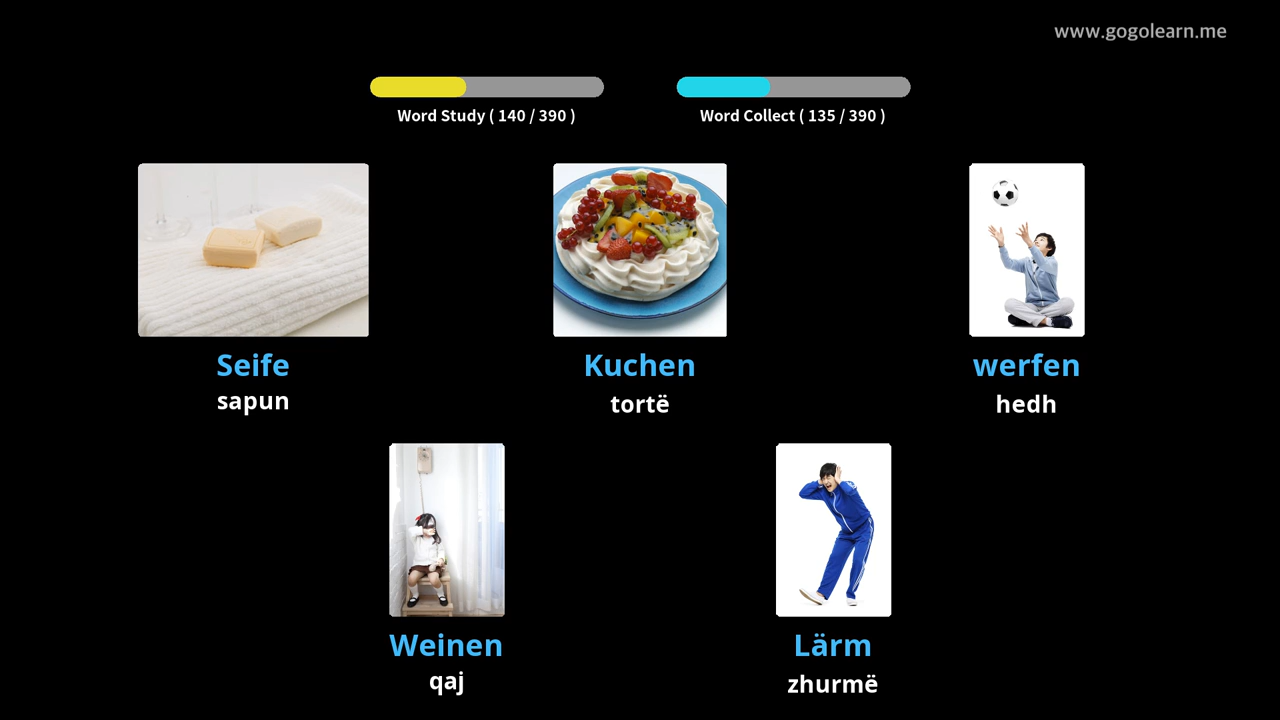 www.gogolearn.me
Word Study ( 140 / 390 )
Word Collect ( 135 / 390 )
Seife
sapun
Kuchen
tortë
werfen
hedh
Weinen
qaj
Lärm
zhurmë